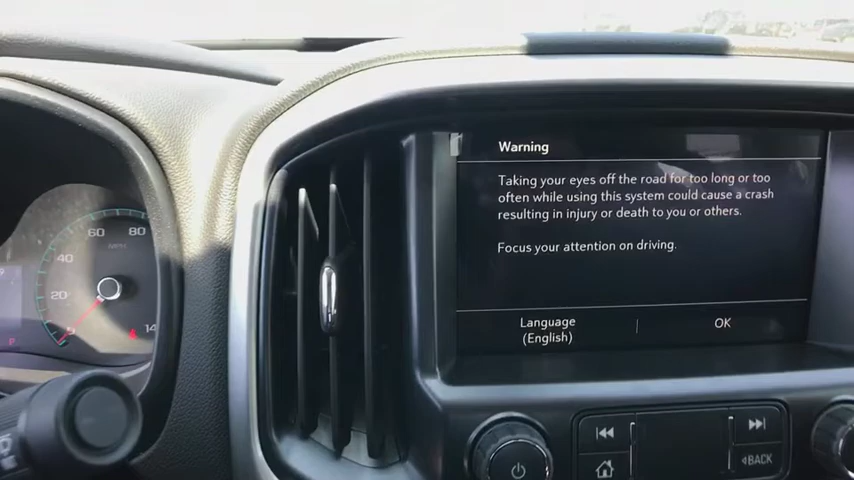 Warning
Taking your eyes off the road for too long or too
often while using this system could cause a crash
resulting in injury or death to you or others.
Focus your attention on driving.
Language
(English)
OK
80
60
40
20
P
14
BACK